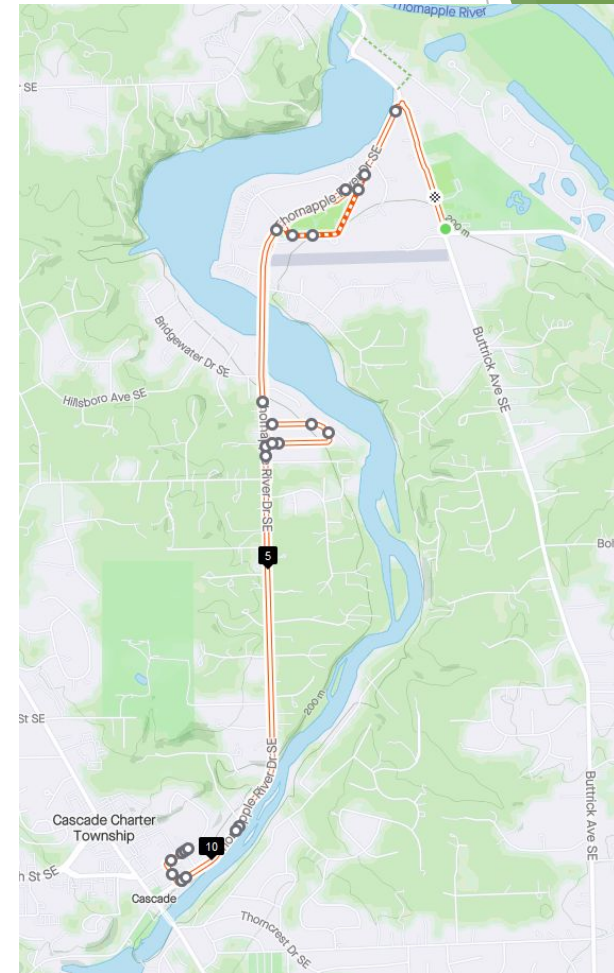 Thornapple River
SE
Thornapple River Dr SE
200 m
Bridgewater Dr SE
Buttrick Ave SE
Hillsboro Ave SE
Thornapple River Dr SE
5
Bol
200 m
St SE
Thornapple River Dr SE
Buttrick Ave SE
Cascade Charter
Township
10
h St SE
Cascade
Thorncrest Dr SE